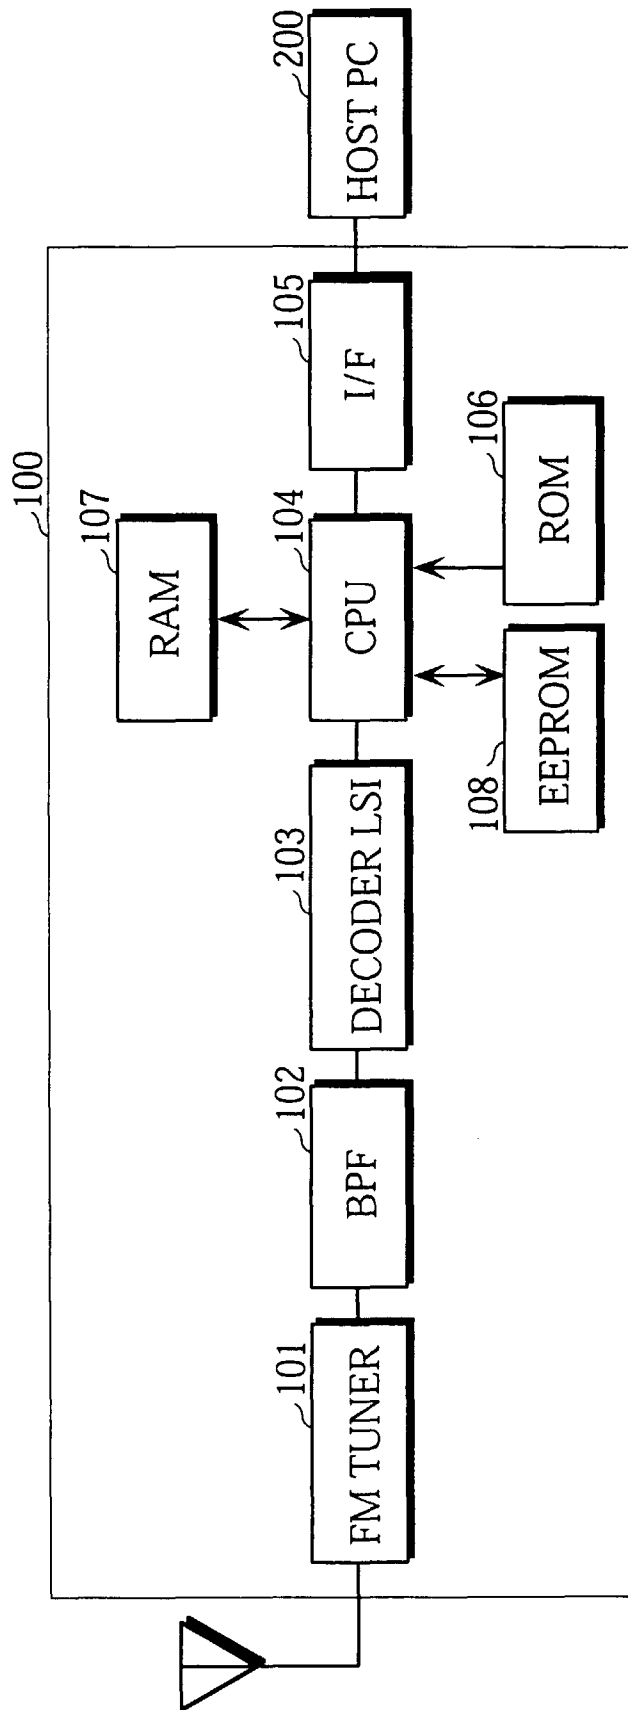 100
107
RAM
101
FM TUNER
102
BPF
103
DECODER LSI
104
CPU
105
I/F
200
HOST PC
108
EEPROM
106
ROM